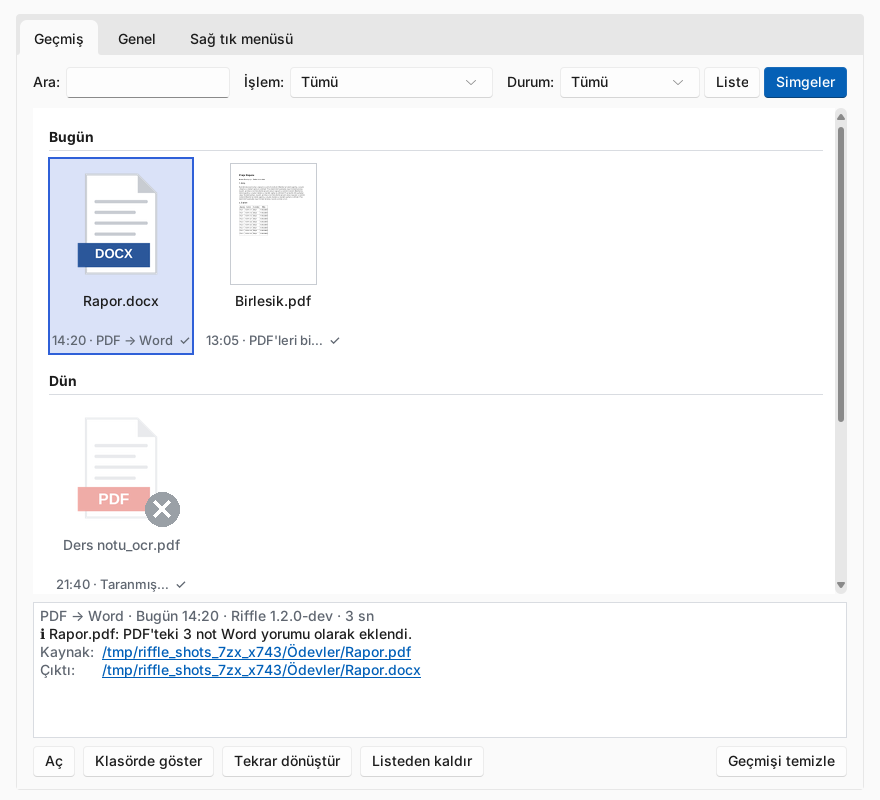 Geçmiş Genel Sağ tık menüsü
Ara: İşlem: Tümü Durum: Tümü Liste Simgeler
Bugün
DOCX
Rapor.docx Birlesik.pdf
14:20 · PDF → Word ✓ 13:05 · PDF'leri bi... ✓
Dün
PDF
Ders notu_ocr.pdf
21:40 · Taranmış... ✓
PDF → Word · Bugün 14:20 · Riffle 1.2.0-dev · 3 sn
ℹ Rapor.pdf: PDF'teki 3 not Word yorumu olarak eklendi.
Kaynak: /tmp/riffle_shots_7zx_x743/Ödevler/Rapor.pdf
Çıktı: /tmp/riffle_shots_7zx_x743/Ödevler/Rapor.docx
Aç Klasörde göster Tekrar dönüştür Listeden kaldır Geçmişi temizle